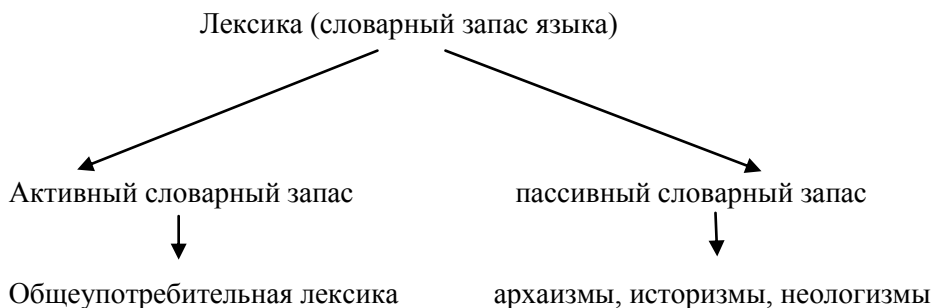 Лексика (словарный запас языка)
Активный словарный запас пассивный словарный запас
Общеупотребительная лексика архаизмы, историзмы, неологизмы